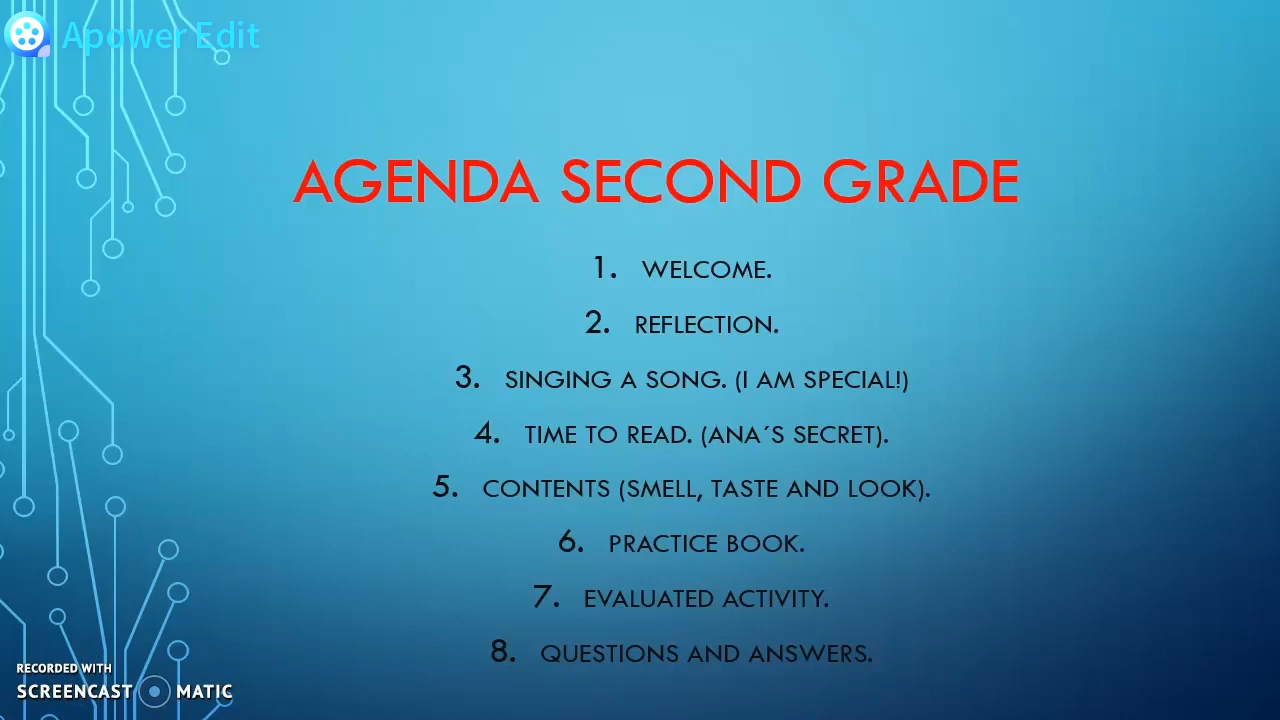 Apower Edit
AGENDA SECOND GRADE
1. WELCOME.
2. REFLECTION.
3. SINGING A SONG. (I AM SPECIAL!)
4. TIME TO READ. (ANA´S SECRET).
5. CONTENTS (SMELL, TASTE AND LOOK).
6. PRACTICE BOOK.
7. EVALUATED ACTIVITY.
8. QUESTIONS AND ANSWERS.
RECORDED WITH
SCREENCAST MATIC